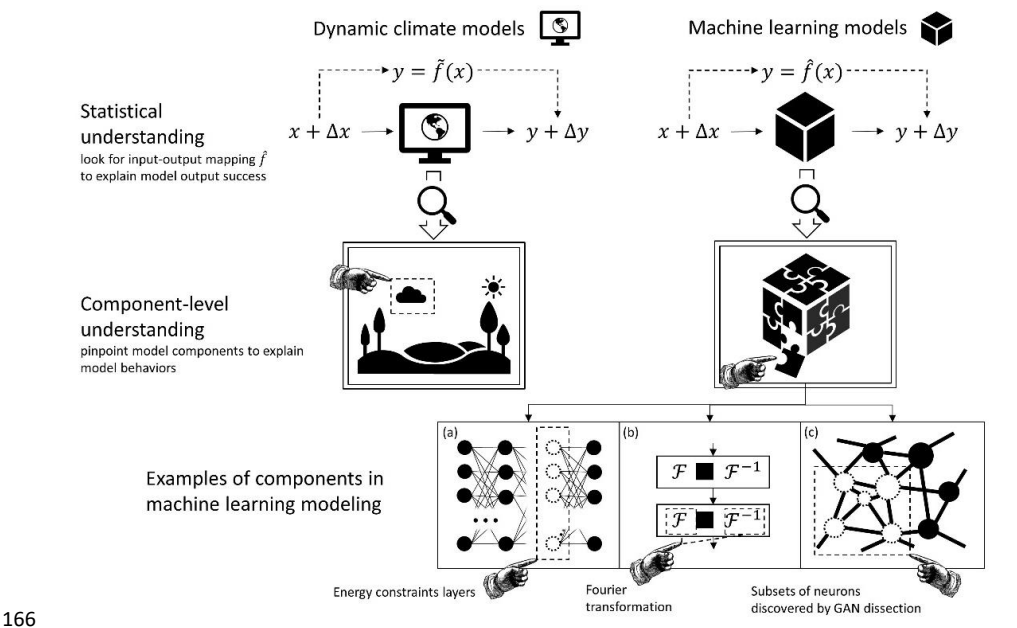 Dynamic climate models
Machine learning models
y = f̃(x)
y = f̂(x)
Statistical
understanding
look for input-output mapping f̂
to explain model output success
x + Δx
y + Δy
x + Δx
y + Δy
Component-level
understanding
pinpoint model components to explain
model behaviors
Examples of components in
machine learning modeling
(a)
(b)
(c)
ℱ ■ ℱ⁻¹
ℱ ■ ℱ⁻¹
Energy constraints layers
Fourier
transformation
Subsets of neurons
discovered by GAN dissection
166